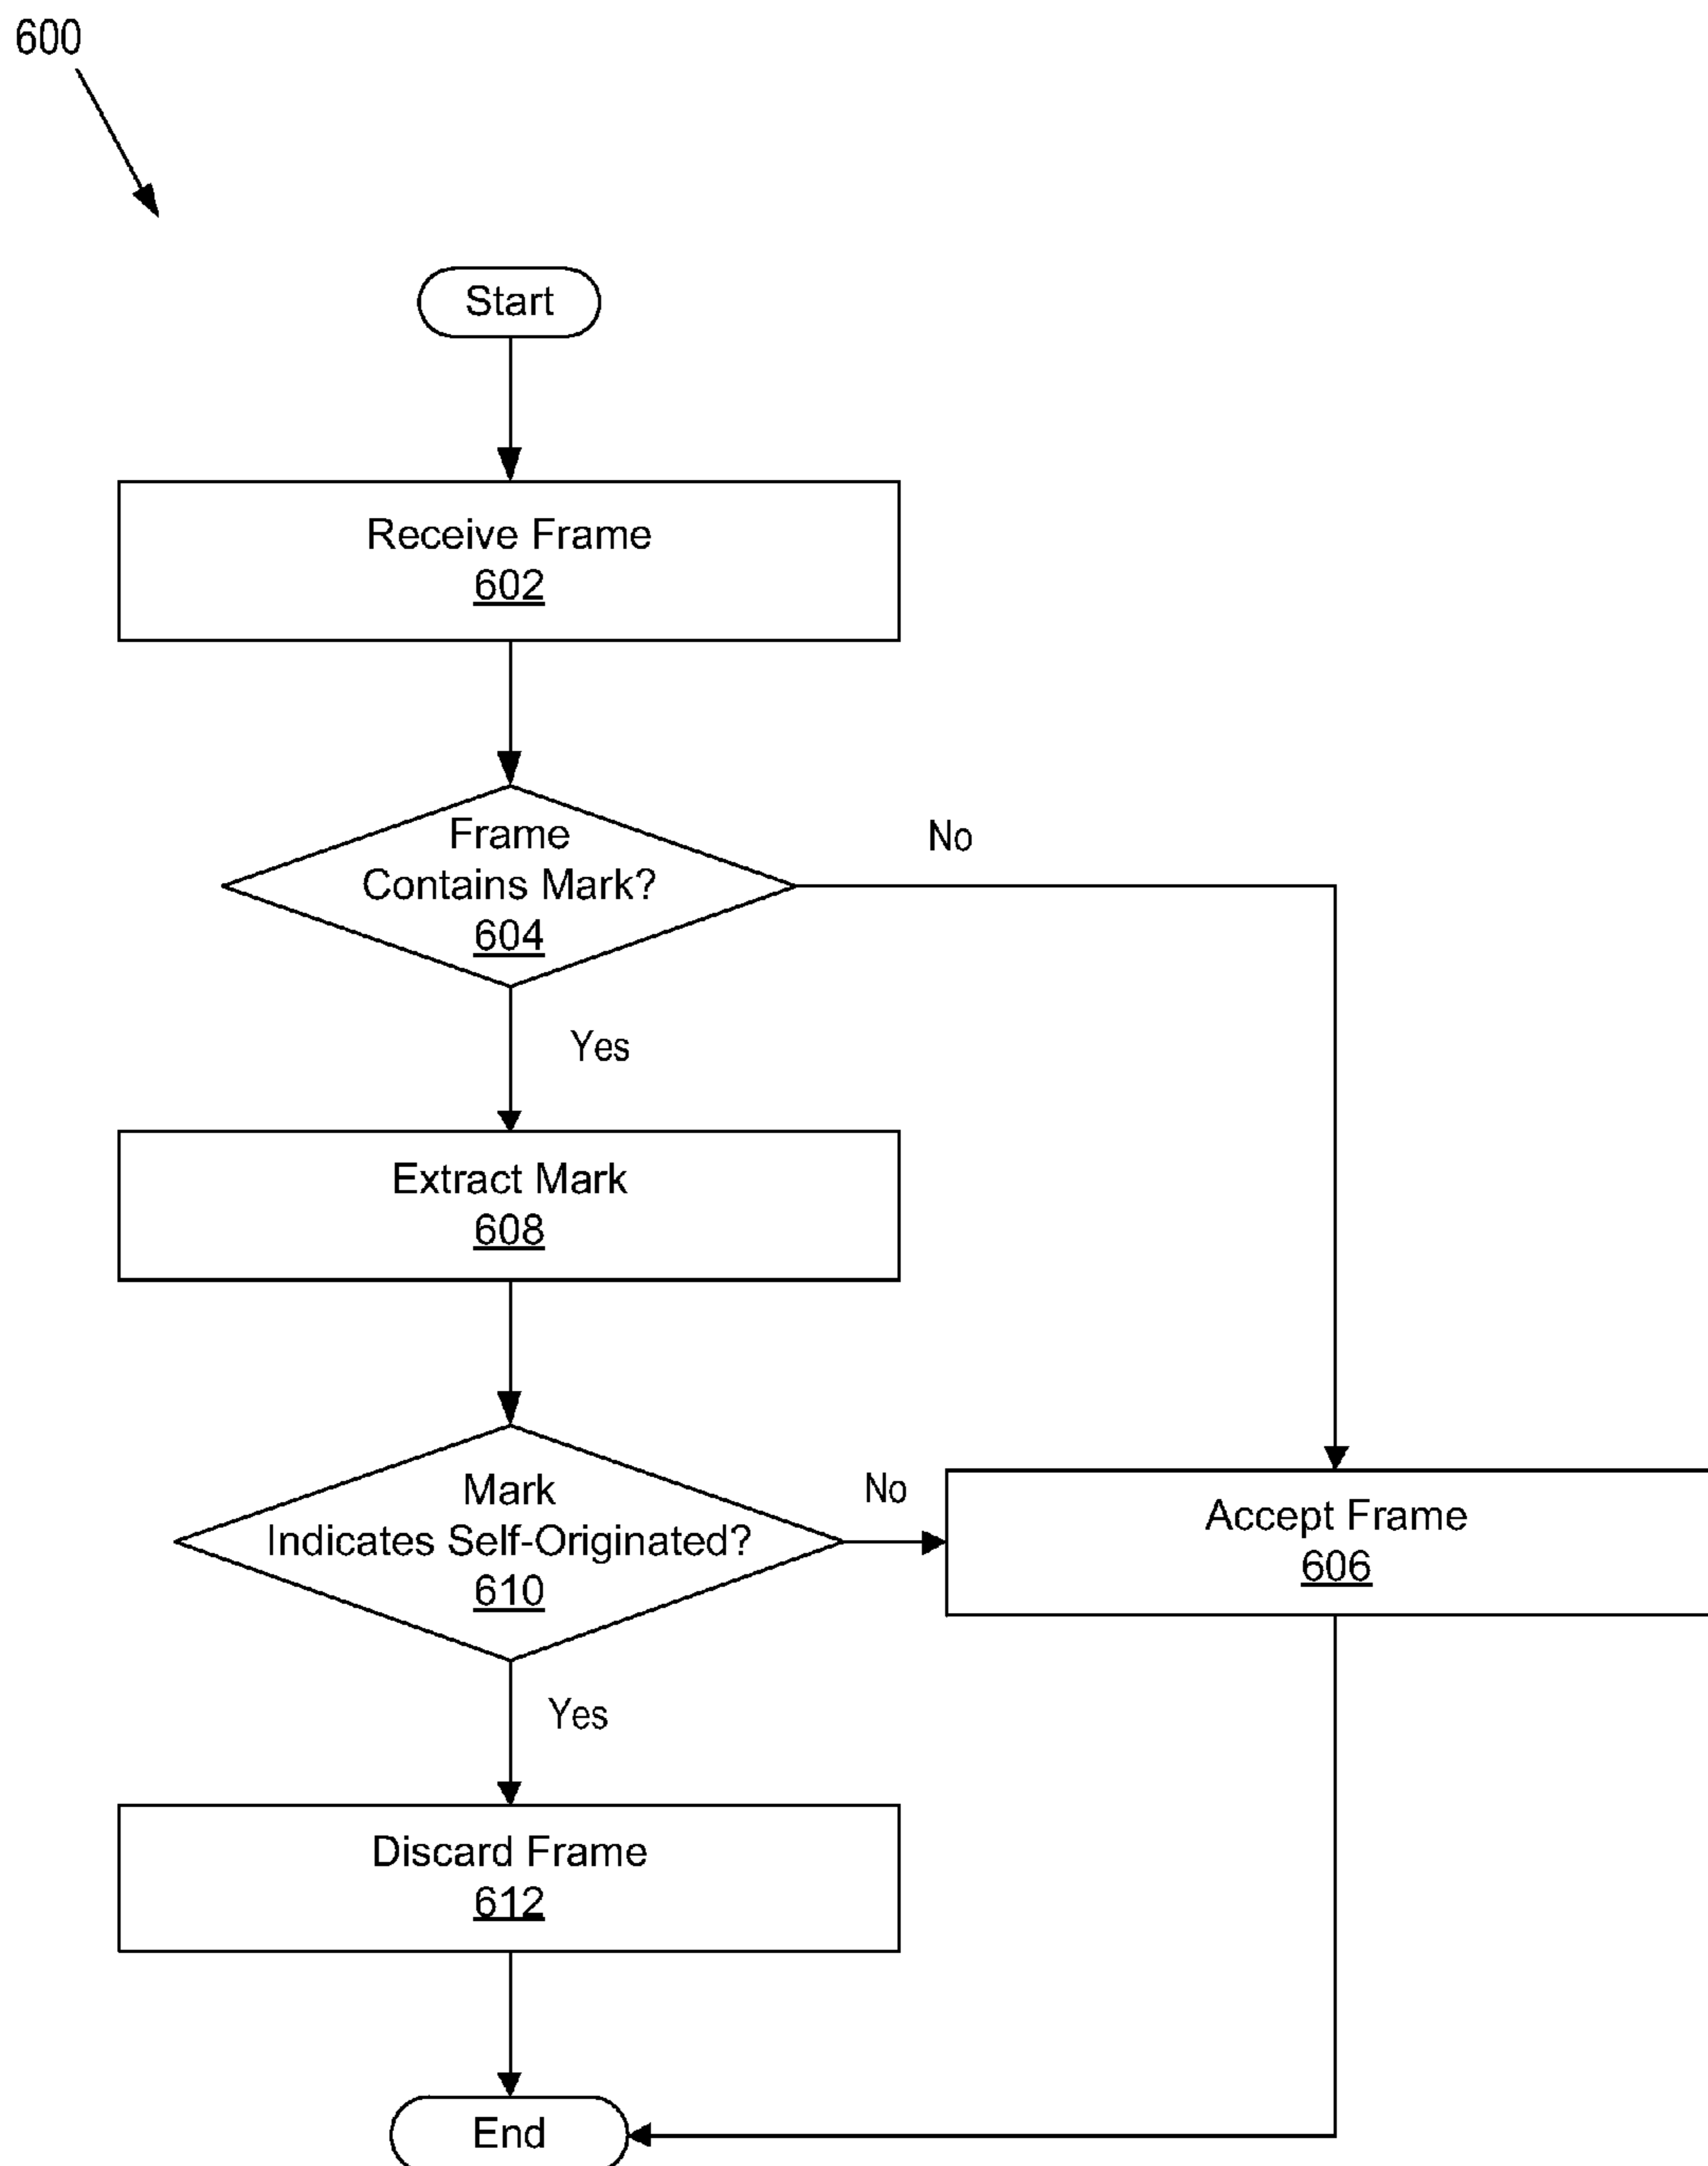 600
Start
Receive Frame
602
Frame
Contains Mark?
604
No
Yes
Extract Mark
608
Mark
Indicates Self-Originated?
610
No
Accept Frame
606
Yes
Discard Frame
612
End